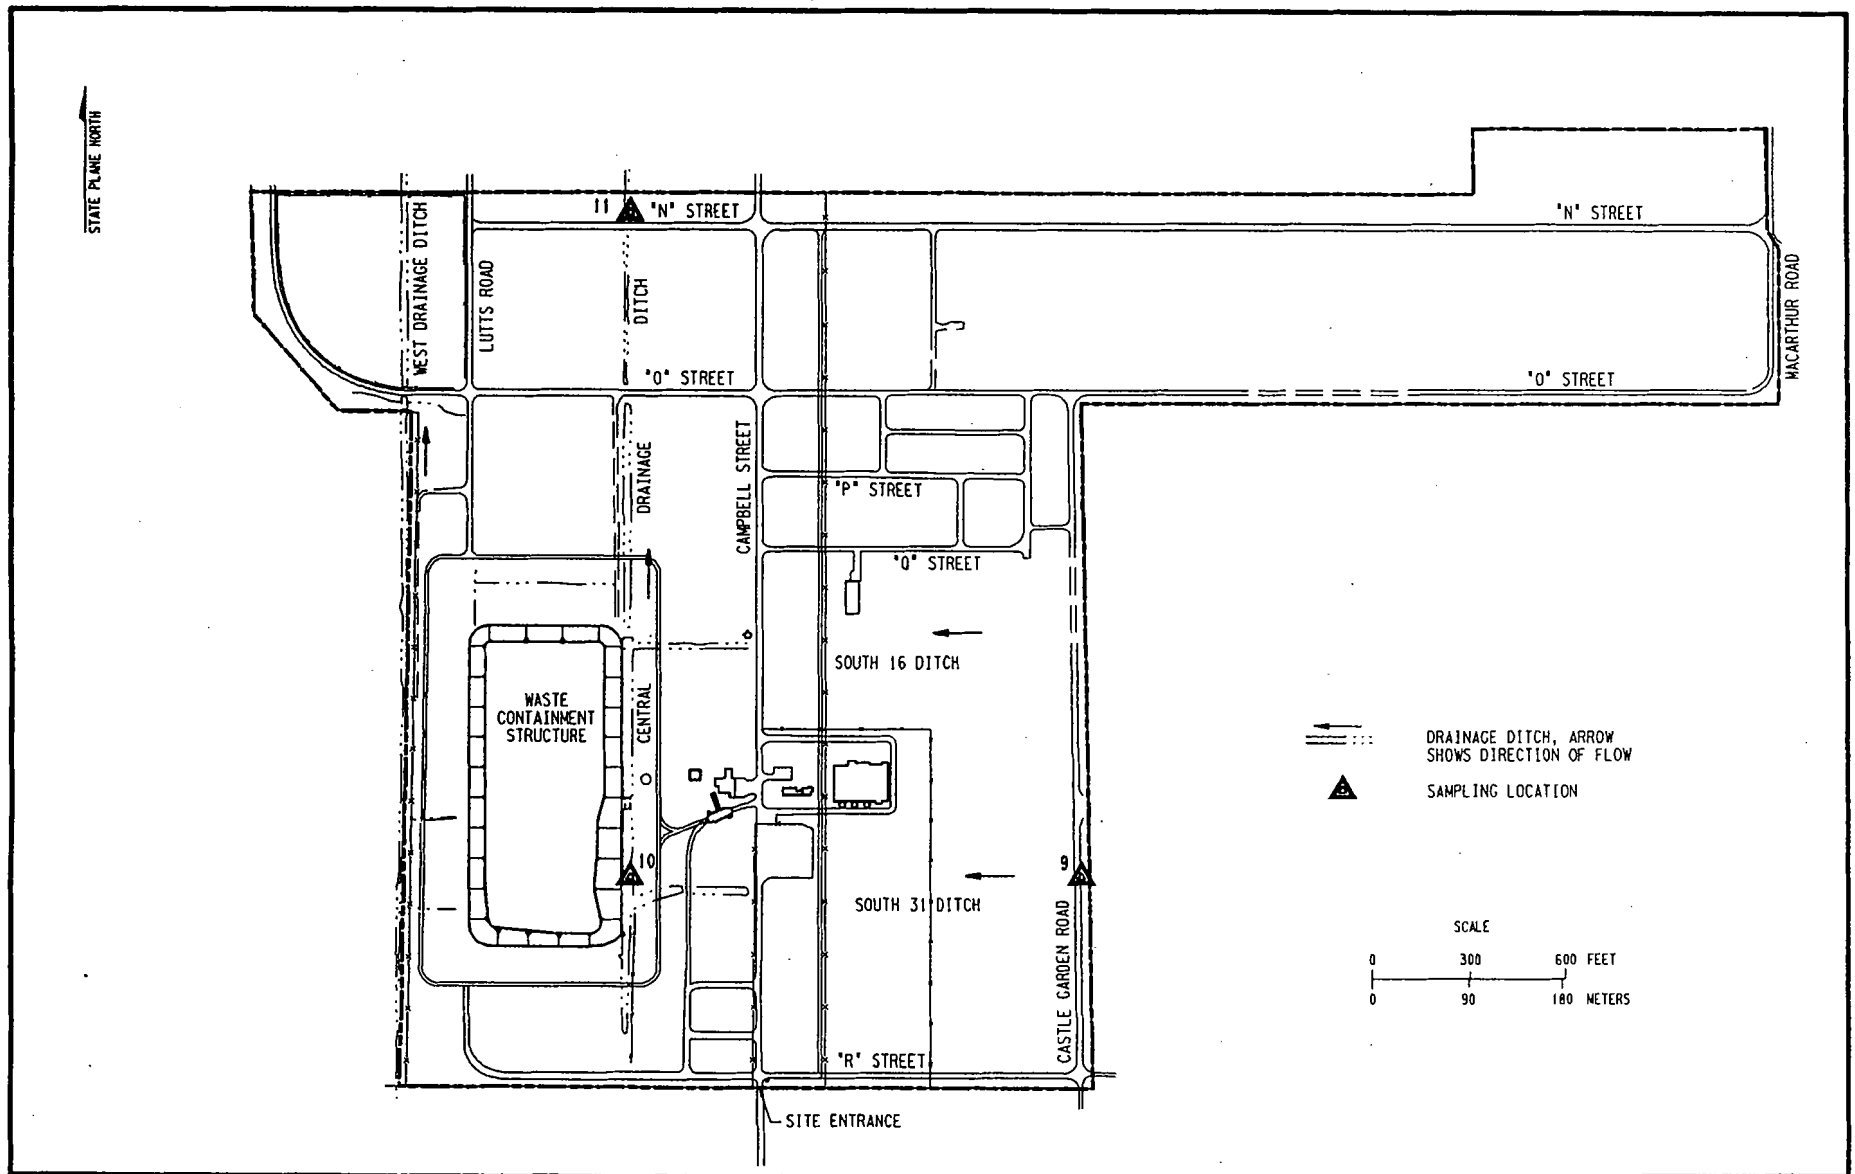 STATE PLANE NORTH
11
"N" STREET
"N" STREET
WEST DRAINAGE DITCH
LUTTS ROAD
DITCH
MACARTHUR ROAD
"O" STREET
"O" STREET
DRAINAGE
CAMPBELL STREET
"P" STREET
"Q" STREET
SOUTH 16 DITCH
WASTE
CONTAINMENT
STRUCTURE
CENTRAL
DRAINAGE DITCH, ARROW
SHOWS DIRECTION OF FLOW
SAMPLING LOCATION
10
9
SOUTH 31 DITCH
CASTLE GARDEN ROAD
SCALE
0 300 600 FEET
0 90 180 METERS
"R" STREET
SITE ENTRANCE